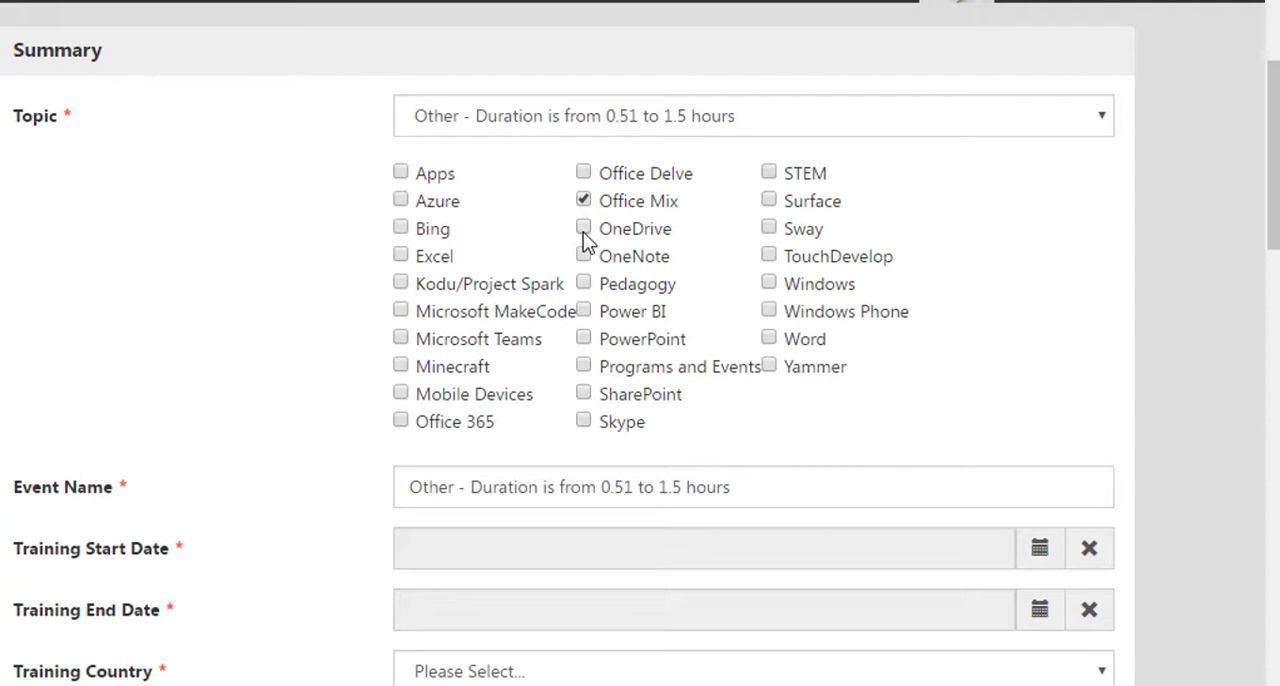 Summary
Topic *
Other - Duration is from 0.51 to 1.5 hours
Apps Office Delve STEM
Azure Office Mix Surface
Bing OneDrive Sway
Excel OneNote TouchDevelop
Kodu/Project Spark Pedagogy Windows
Microsoft MakeCode Power BI Windows Phone
Microsoft Teams PowerPoint Word
Minecraft Programs and Events Yammer
Mobile Devices SharePoint
Office 365 Skype
Event Name * Other - Duration is from 0.51 to 1.5 hours
Training Start Date *
Training End Date *
Training Country * Please Select...